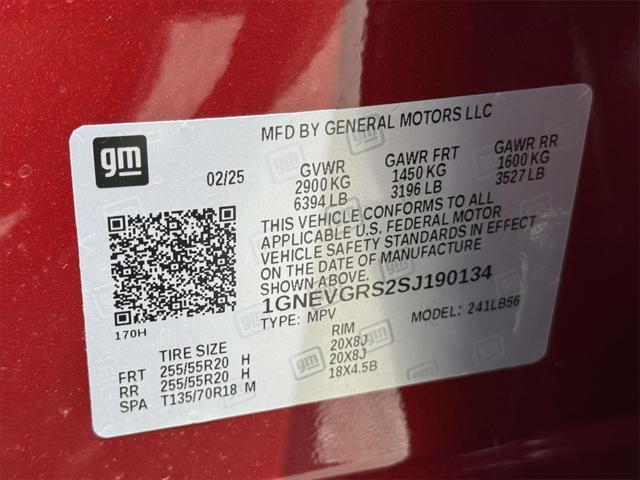 MFD BY GENERAL MOTORS LLC
gm
02/25
GVWR GAWR FRT GAWR RR
2900 KG 1450 KG 1600 KG
6394 LB 3196 LB 3527 LB
THIS VEHICLE CONFORMS TO ALL
APPLICABLE U.S. FEDERAL MOTOR
VEHICLE SAFETY STANDARDS IN EFFECT
ON THE DATE OF MANUFACTURE
SHOWN ABOVE.
1GNEVGRS2SJ190134
TYPE: MPV MODEL: 241LB56
170H
TIRE SIZE RIM
FRT 255/55R20 H 20X8J
RR 255/55R20 H 20X8J
SPA T135/70R18 M 18X4.5B